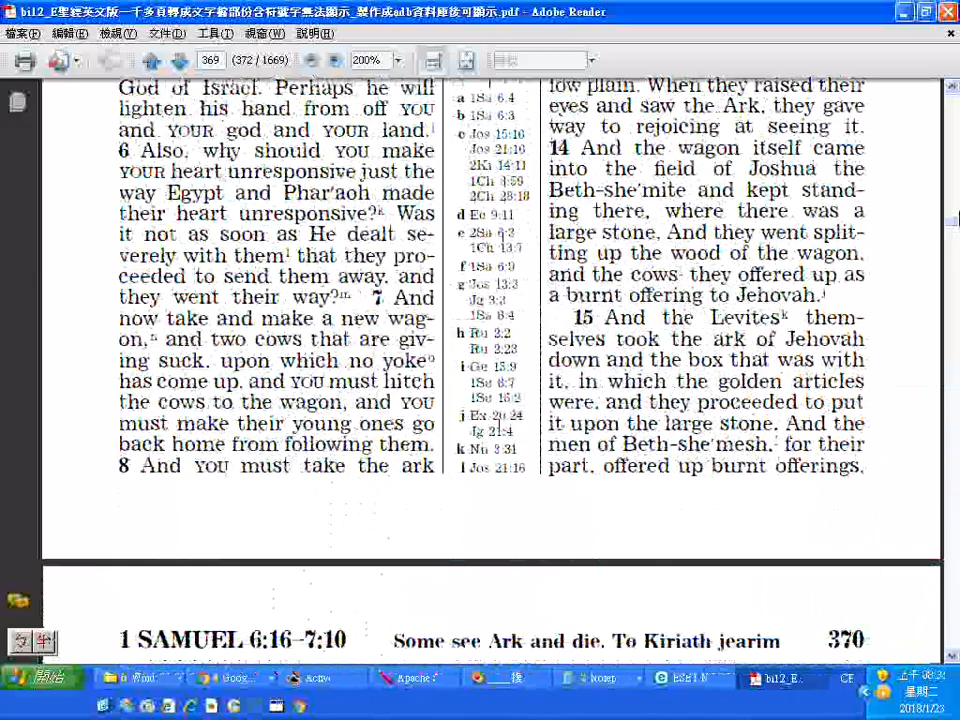 bi12_E聖經英文版一千多頁轉成文字檔部份含符號字無法顯示_製作成adb資料庫後可顯示.pdf - Adobe Reader
檔案(F) 編輯(E) 檢視(V) 文件(D) 工具(T) 視窗(W) 說明(H)
369 (372 / 1669) 200% 尋找
God of Israel. Perhaps he will
lighten his hand from off YOU
and YOUR god and YOUR land.
6 Also, why should YOU make
YOUR heart unresponsive just the
way Egypt and Phar′aoh made
their heart unresponsive?k Was
it not as soon as He dealt se-
verely with them that they pro-
ceeded to send them away, and
they went their way?m 7 And
now take and make a new wag-
on,n and two cows that are giv-
ing suck, upon which no yokeo
has come up, and YOU must hitch
the cows to the wagon, and YOU
must make their young ones go
back home from following them.
8 And YOU must take the ark
a 1Sa 6:4
b 1Sa 6:3
c Jos 15:16
Jos 21:16
2Ki 14:11
1Ch 6:59
2Ch 28:18
d Ec 9:11
e 2Sa 6:3
1Ch 13:7
f 1Sa 6:9
g Jos 13:3
Jg 3:3
1Sa 6:4
h Ru 2:2
Ru 2:23
i Ge 15:9
1Sa 6:7
1Sa 16:2
j Ex 20:24
Jg 21:4
k Nu 3:31
l Jos 21:16
low plain. When they raised their
eyes and saw the Ark, they gave
way to rejoicing at seeing it.
14 And the wagon itself came
into the field of Joshua the
Beth-she′mite and kept stand-
ing there, where there was a
large stone. And they went split-
ting up the wood of the wagon,
and the cows they offered up as
a burnt offering to Jehovah.j
15 And the Levitesk them-
selves took the ark of Jehovah
down and the box that was with
it, in which the golden articles
were, and they proceeded to put
it upon the large stone. And the
men of Beth-she′mesh, for their
part, offered up burnt offerings,
1 SAMUEL 6:16–7:10 Some see Ark and die. To Kiriath jearim 370
開始 6 Wind... Goog... Activ... Apache bi12_E... CE
星期二
2018/1/23